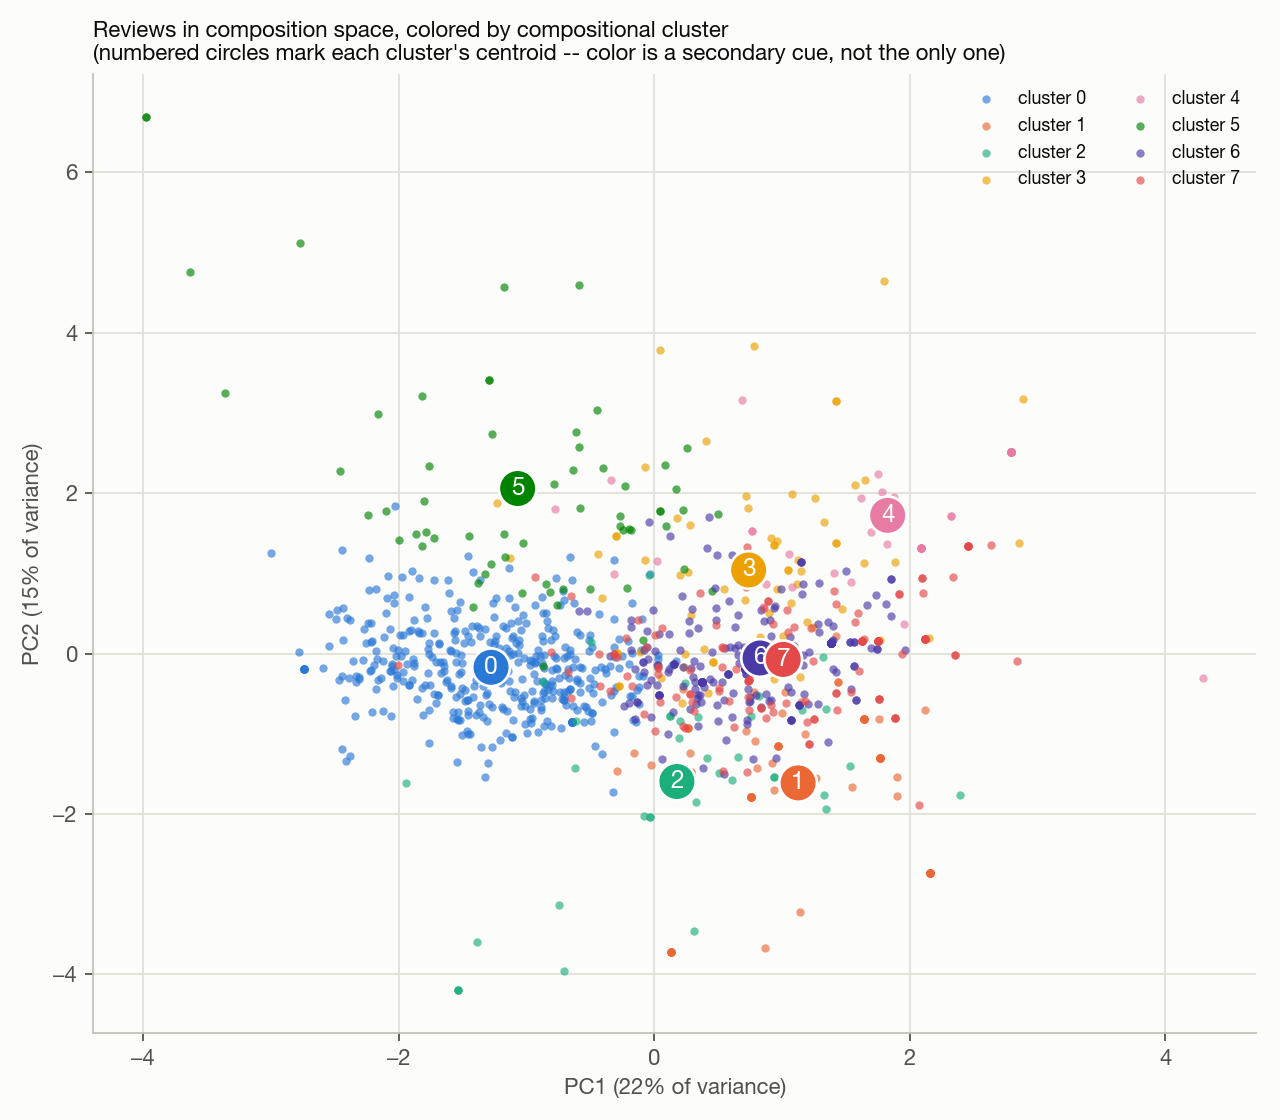 Reviews in composition space, colored by compositional cluster
(numbered circles mark each cluster's centroid -- color is a secondary cue, not the only one)
cluster 0
cluster 1
cluster 2
cluster 3
cluster 4
cluster 5
cluster 6
cluster 7
6
4
2
0
−2
−4
PC2 (15% of variance)
5
4
3
0
6
7
2
1
−4
−2
0
2
4
PC1 (22% of variance)